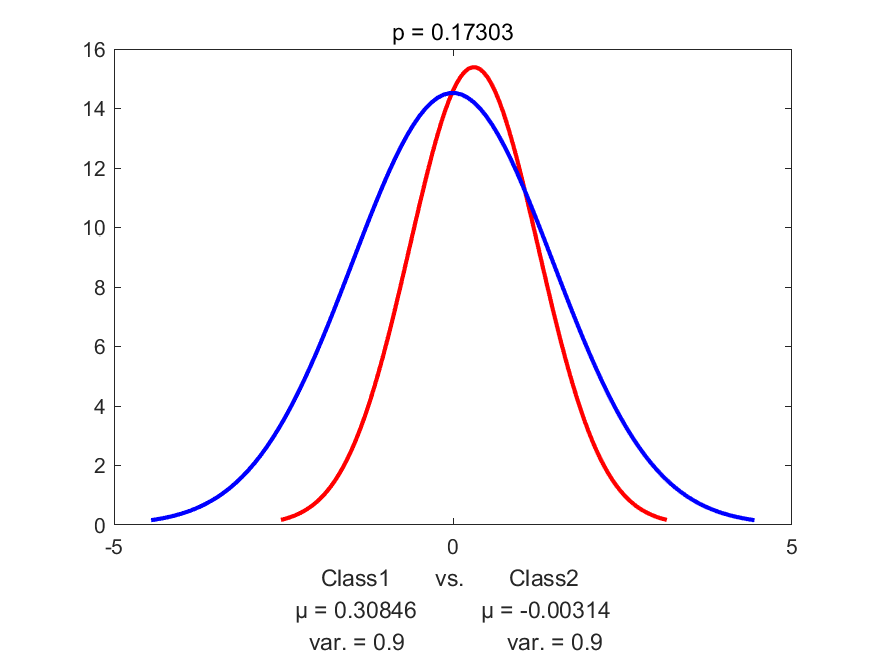 p = 0.17303
16
14
12
10
8
6
4
2
0
-5 0 5
Class1 vs. Class2
μ = 0.30846 μ = -0.00314
var. = 0.9 var. = 0.9